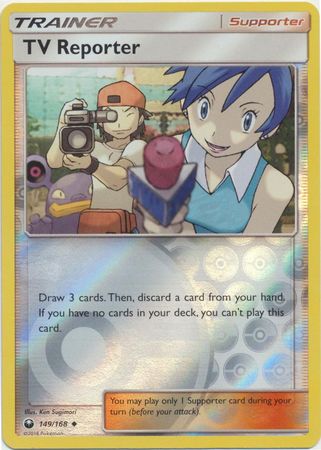 TRAINER
Supporter
TV Reporter
Draw 3 cards. Then, discard a card from your hand.
If you have no cards in your deck, you can't play this
card.
Illus. Ken Sugimori
149/168
©2018 Pokémon
You may play only 1 Supporter card during your
turn (before your attack).